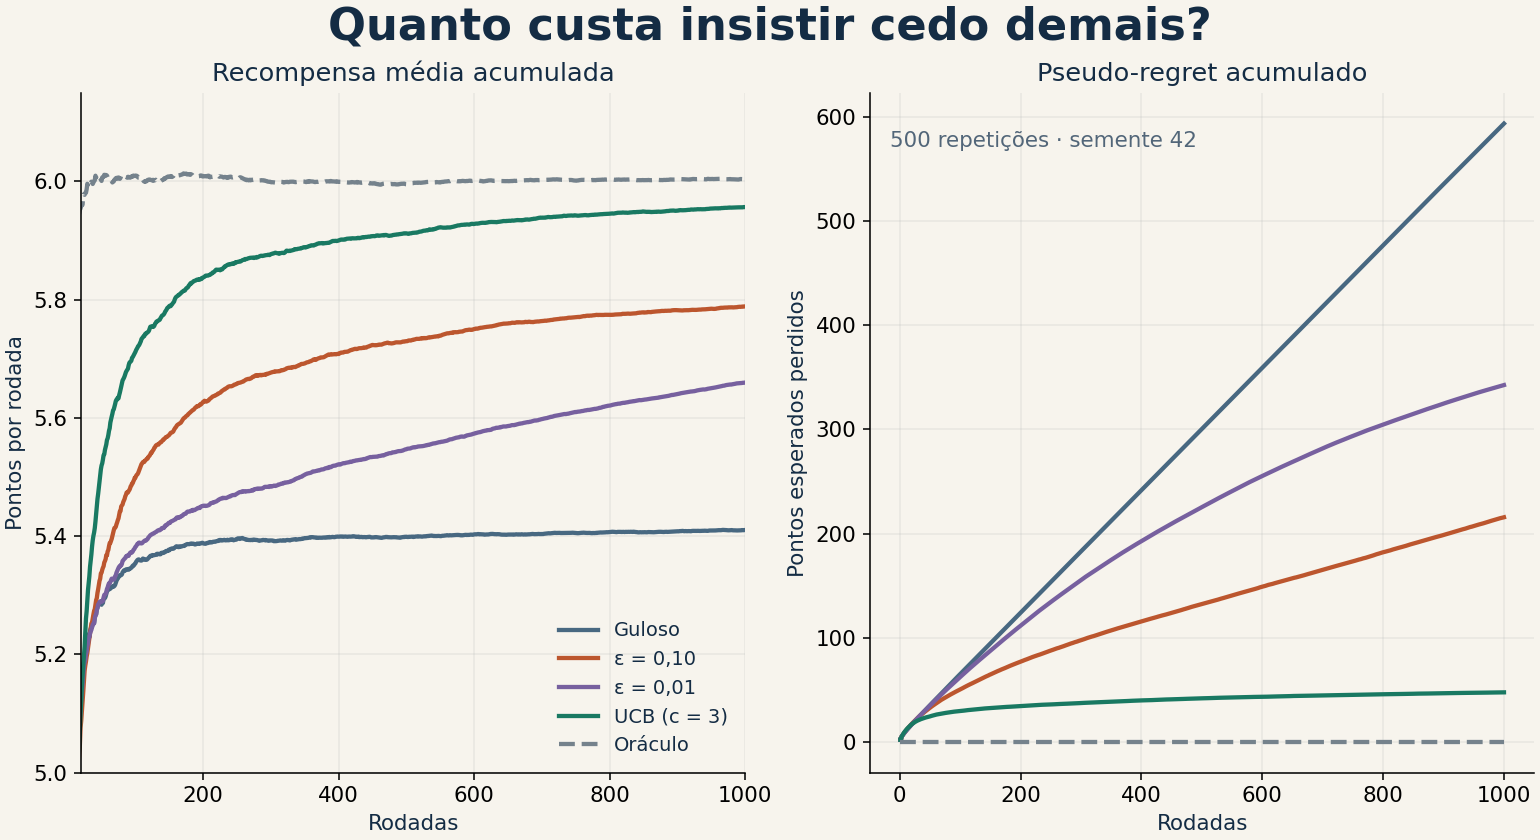 Quanto custa insistir cedo demais?
Recompensa média acumulada
Pontos por rodada
6.0
5.8
5.6
5.4
5.2
5.0
200
400
600
800
1000
Rodadas
Guloso
ε = 0,10
ε = 0,01
UCB (c = 3)
Oráculo
Pseudo-regret acumulado
500 repetições · semente 42
Pontos esperados perdidos
600
500
400
300
200
100
0
0
200
400
600
800
1000
Rodadas